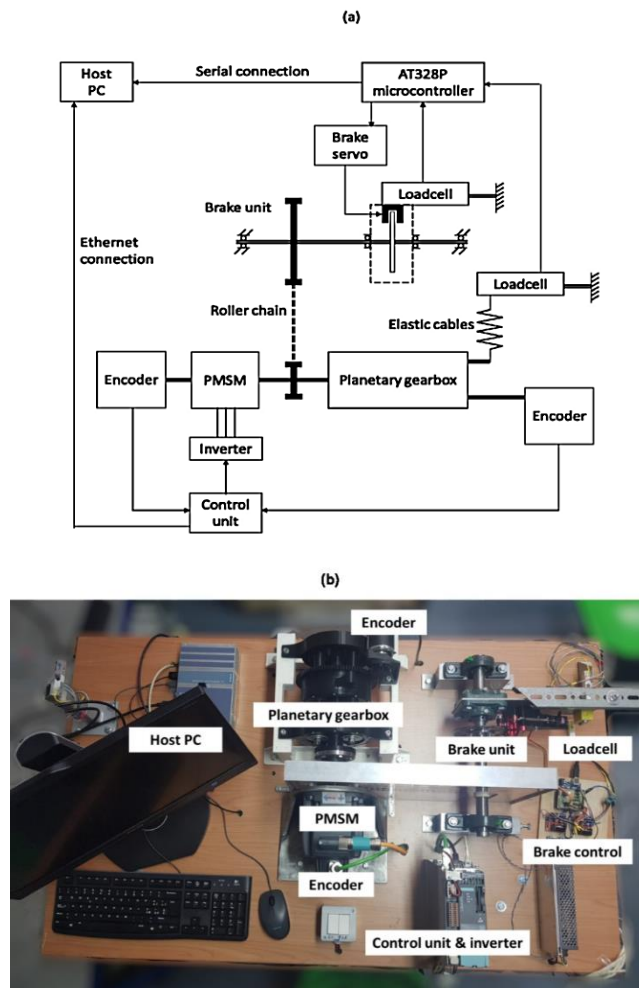 (a)
Host
PC
Serial connection
AT328P
microcontroller
Brake
servo
Loadcell
Brake unit
Ethernet
connection
Loadcell
Roller chain
Elastic cables
Encoder
PMSM
Planetary gearbox
Encoder
Inverter
Control
unit
(b)
Encoder
Planetary gearbox
Host PC
Brake unit
Loadcell
PMSM
Brake control
Encoder
Control unit & inverter